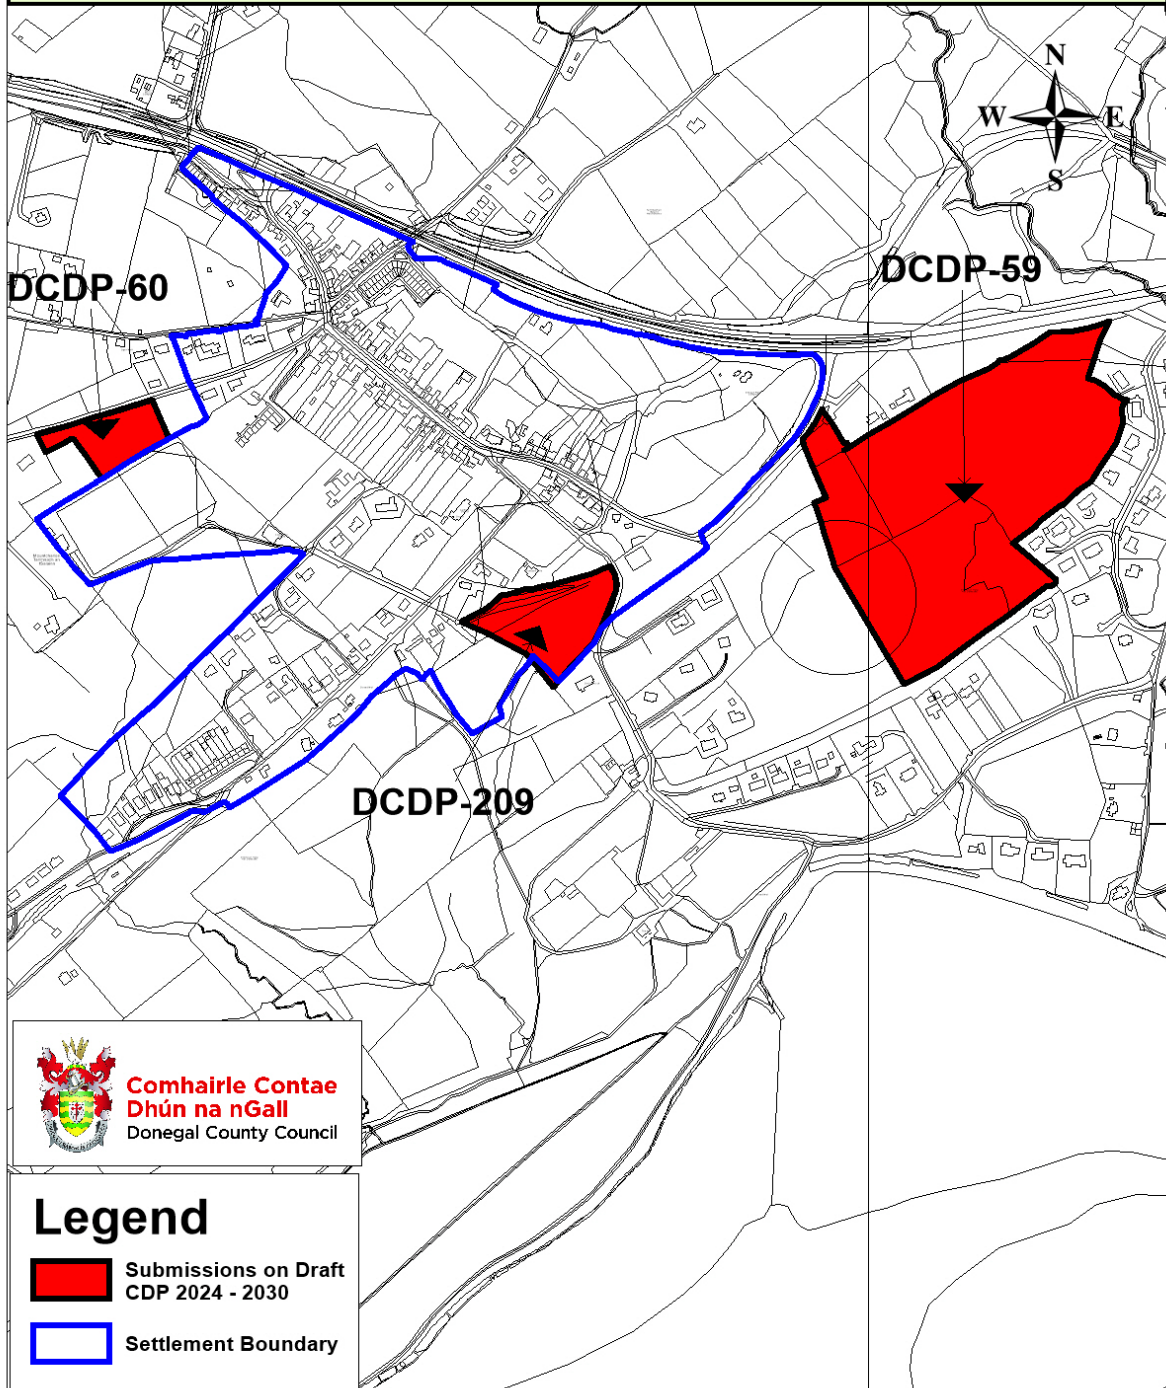 N
W E
S
DCDP-60
DCDP-59
DCDP-209
Comhairle Contae
Dhún na nGall
Donegal County Council
Legend
Submissions on Draft
CDP 2024 - 2030
Settlement Boundary